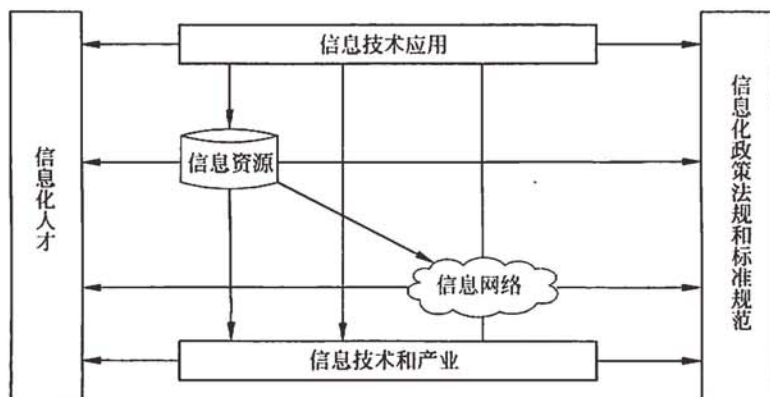 信息技术应用
信息化人才
信息资源
信息网络
信息技术和产业
信息化政策法规和标准规范